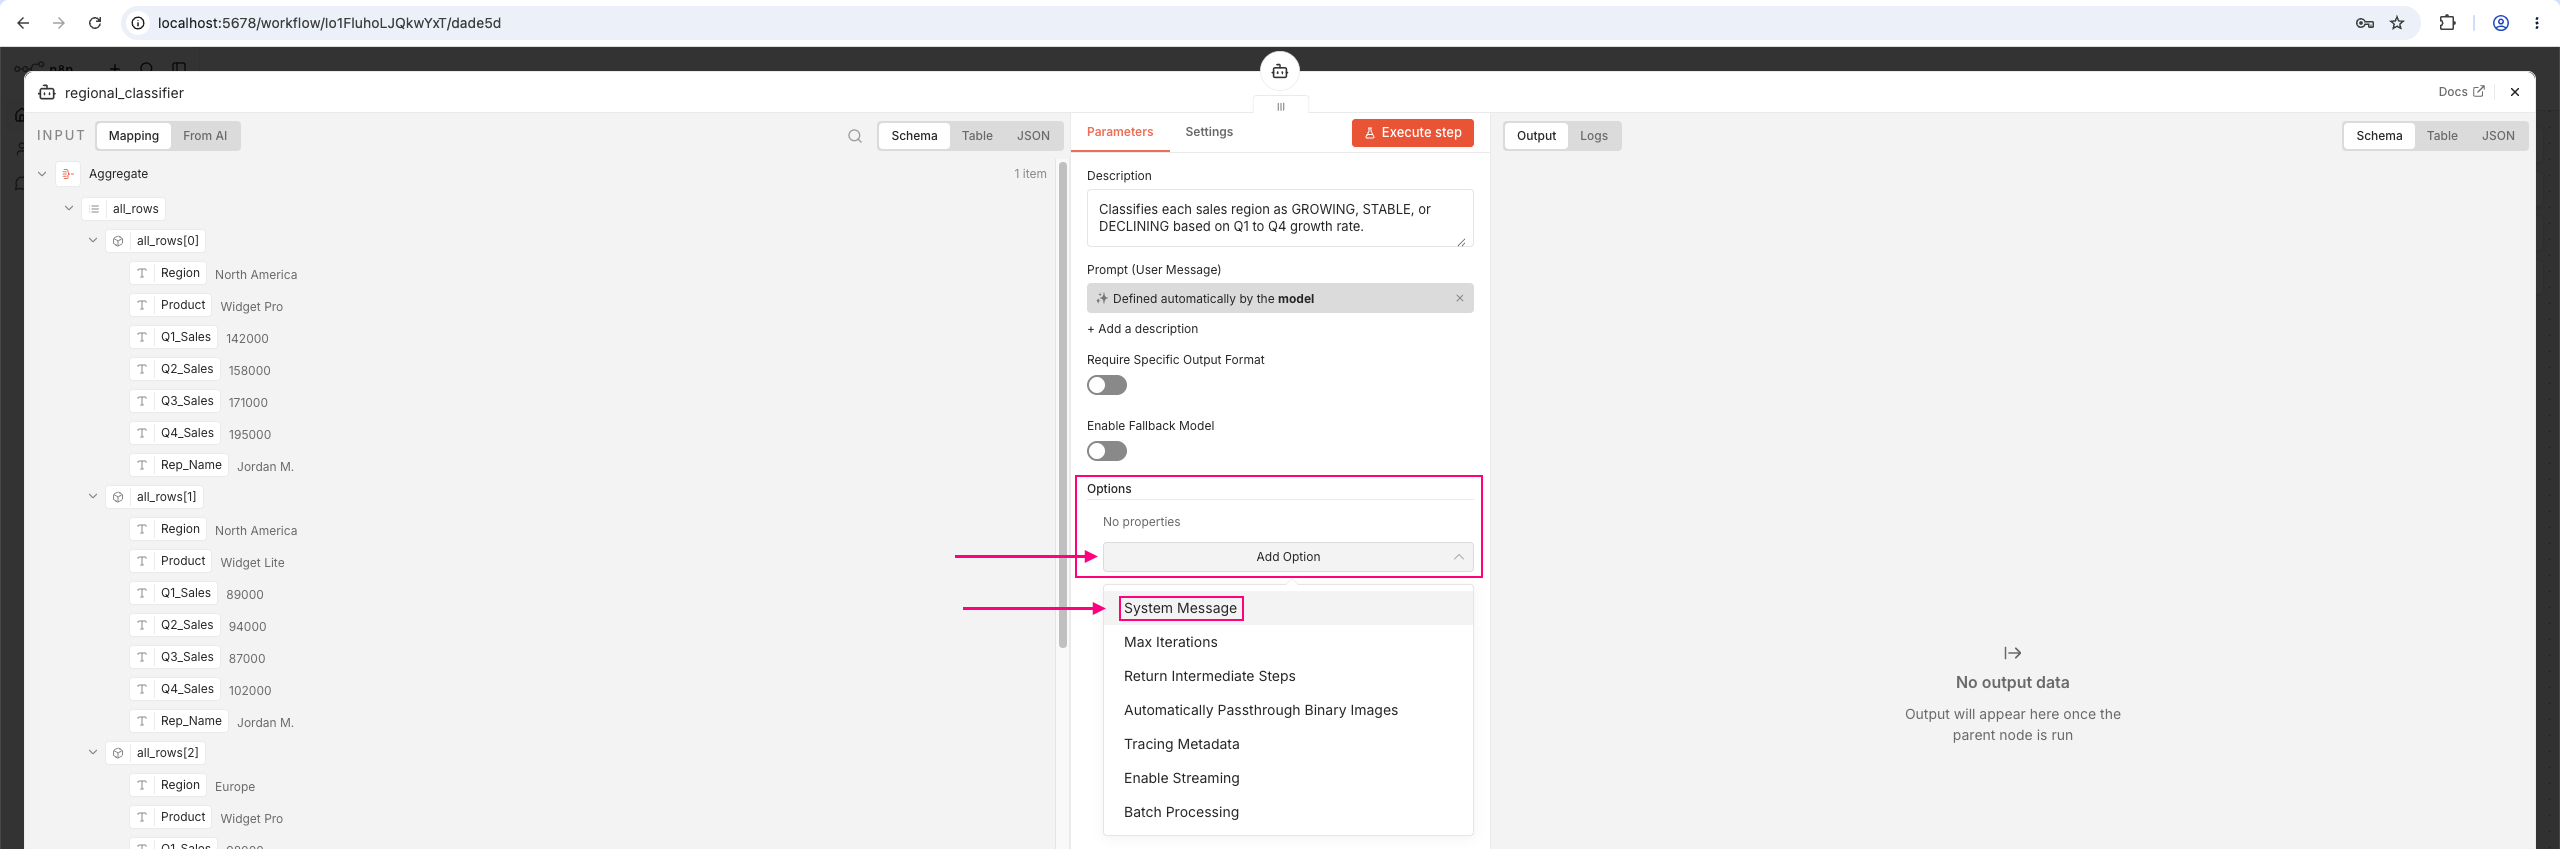 localhost:5678/workflow/Io1FluhoLJQkwYxT/dade5d
n8n
regional_classifier
Docs
INPUT
Mapping
From AI
Schema
Table
JSON
Aggregate
1 item
all_rows
all_rows[0]
T Region North America
T Product Widget Pro
T Q1_Sales 142000
T Q2_Sales 158000
T Q3_Sales 171000
T Q4_Sales 195000
T Rep_Name Jordan M.
all_rows[1]
T Region North America
T Product Widget Lite
T Q1_Sales 89000
T Q2_Sales 94000
T Q3_Sales 87000
T Q4_Sales 102000
T Rep_Name Jordan M.
all_rows[2]
T Region Europe
T Product Widget Pro
Q1_Sales
Parameters
Settings
Execute step
Description
Classifies each sales region as GROWING, STABLE, or
DECLINING based on Q1 to Q4 growth rate.
Prompt (User Message)
Defined automatically by the model
+ Add a description
Require Specific Output Format
Enable Fallback Model
Options
No properties
Add Option
System Message
Max Iterations
Return Intermediate Steps
Automatically Passthrough Binary Images
Tracing Metadata
Enable Streaming
Batch Processing
Output
Logs
Schema
Table
JSON
No output data
Output will appear here once the
parent node is run